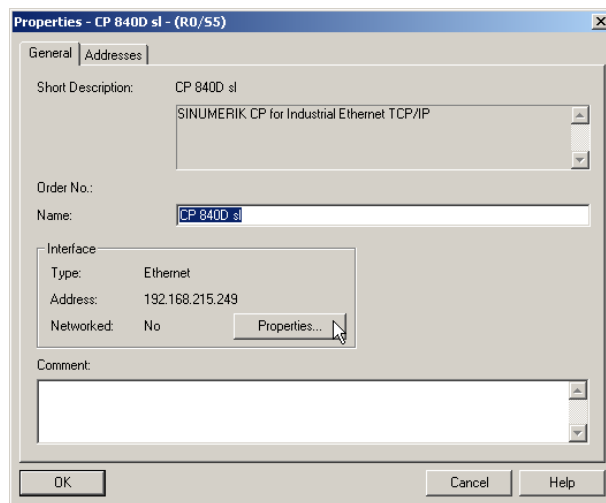 Properties - CP 840D sl - (R0/S5)
General
Addresses
Short Description: CP 840D sl
SINUMERIK CP for Industrial Ethernet TCP/IP
Order No.:
Name: CP 840D sl
Interface
Type: Ethernet
Address: 192.168.215.249
Networked: No Properties...
Comment:
OK Cancel Help